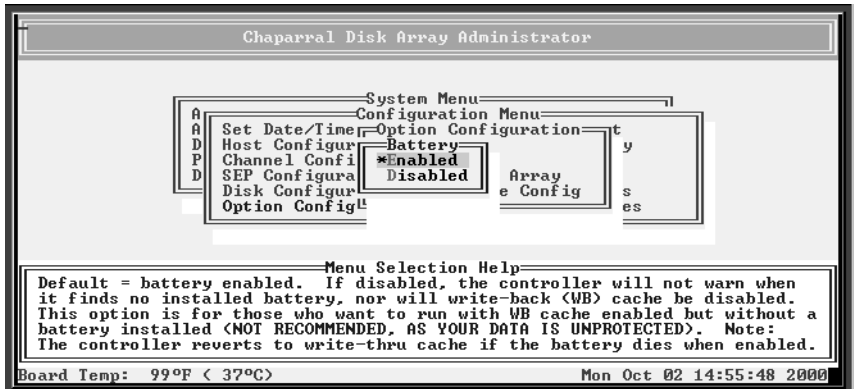 Chaparral Disk Array Administrator
System Menu
Configuration Menu
A
A
D
P
D
Set Date/Time
Option Configuration
t
Host Configur
Battery
y
Channel Confi
*Enabled
SEP Configura
Disabled
Array
Disk Configur
e Config
s
Option Config
es
Menu Selection Help
Default = battery enabled. If disabled, the controller will not warn when
it finds no installed battery, nor will write-back (WB) cache be disabled.
This option is for those who want to run with WB cache enabled but without a
battery installed (NOT RECOMMENDED, AS YOUR DATA IS UNPROTECTED). Note:
The controller reverts to write-thru cache if the battery dies when enabled.
Board Temp: 99ºF ( 37ºC) Mon Oct 02 14:55:48 2000